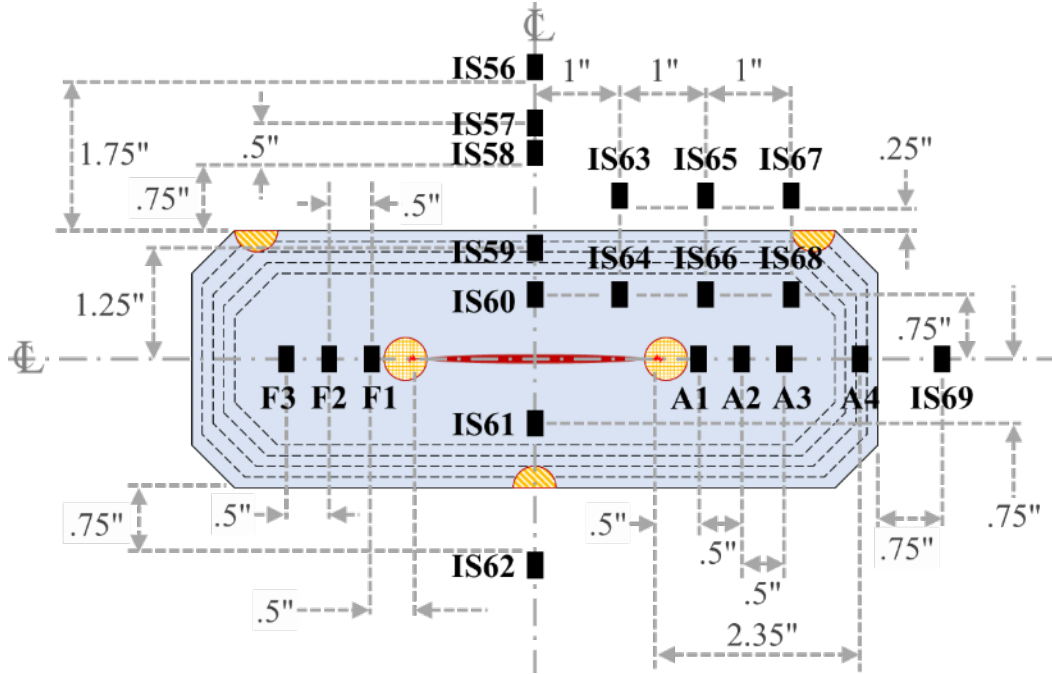 ℄
IS56
1" 1" 1"
IS57
1.75" .5"
IS58
IS63 IS65 IS67 .25"
.75"
.5"
IS59
IS64 IS66 IS68
1.25"
IS60
.75"
℄
F3 F2 F1 A1 A2 A3 A4 IS69
IS61
.75" .5" .5" .75"
.5" .75"
IS62
.5"
.5"
2.35"